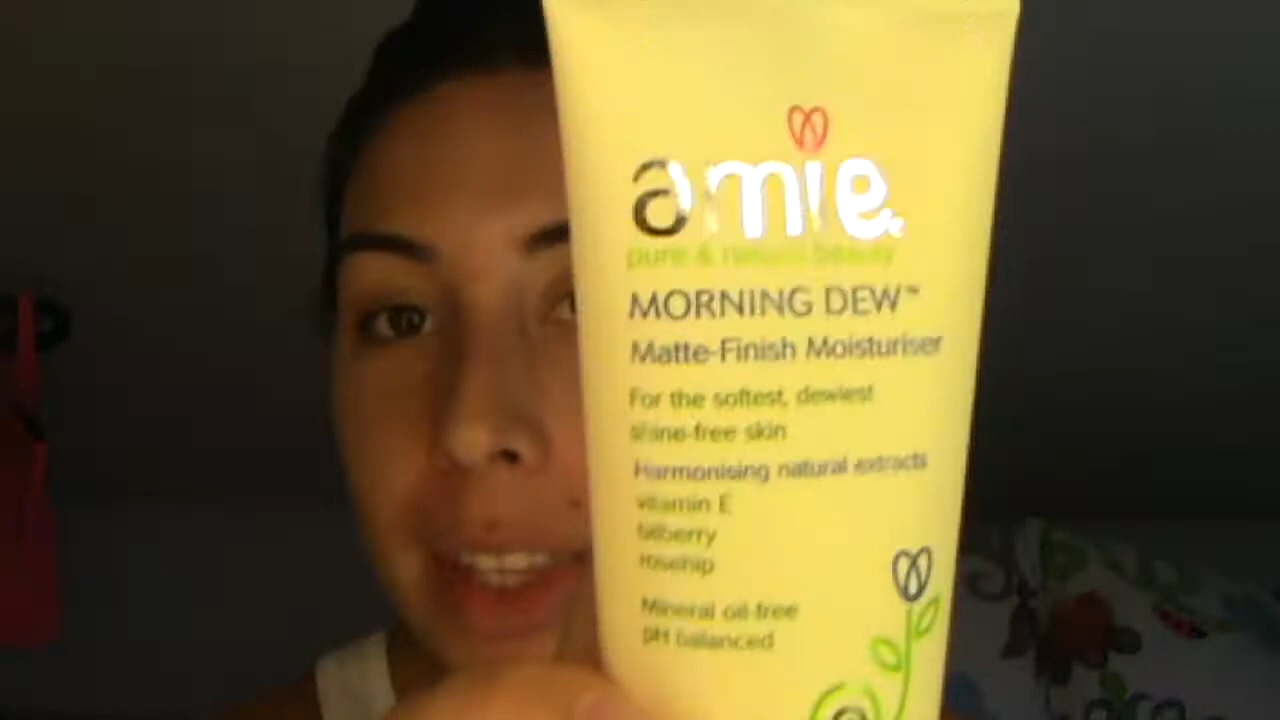 amie
pure & natural beauty
MORNING DEW™
Matte-Finish Moisturiser
For the softest, dewiest
shine-free skin
Harmonising natural extracts
vitamin E
bilberry
rosehip
Mineral oil-free
pH balanced